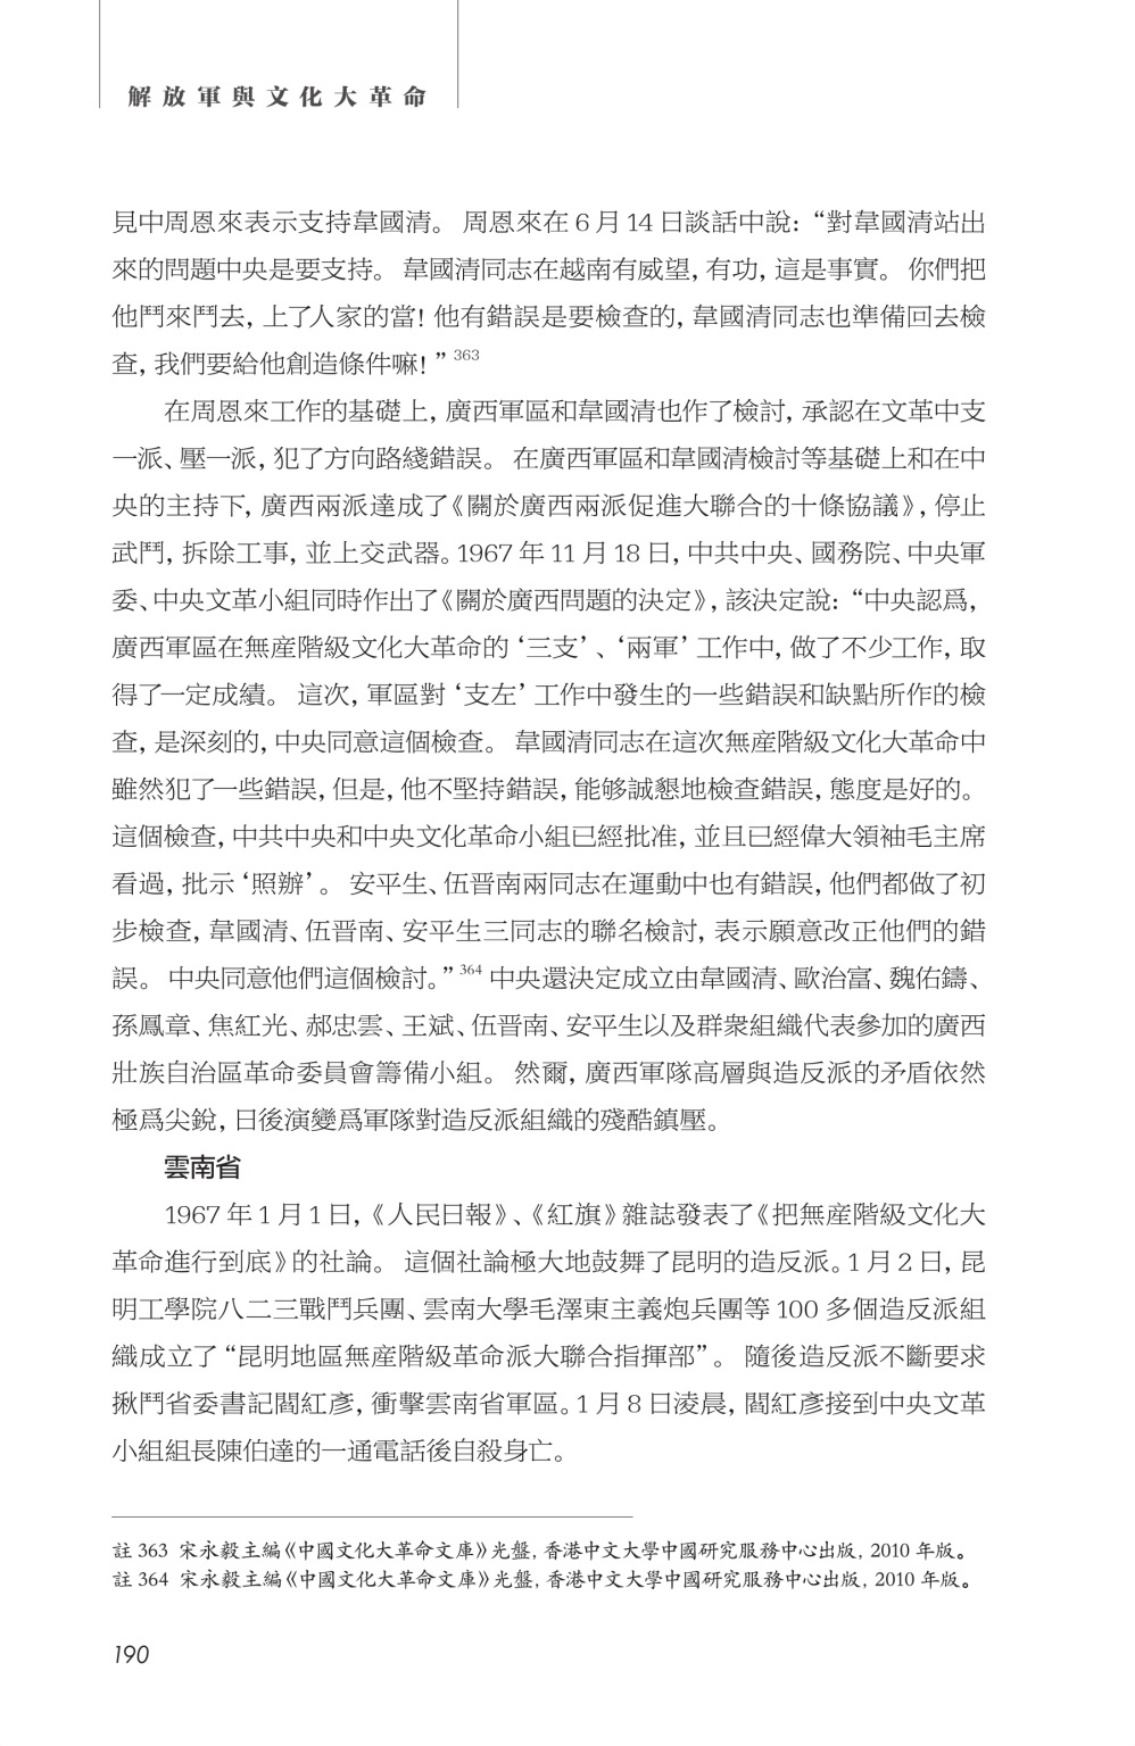 解放軍與文化大革命
見中周恩來表示支持韋國清。 周恩來在 6 月 14 日談話中說: “對韋國清站出
來的問題中央是要支持。 韋國清同志在越南有威望, 有功, 這是事實。 你們把
他鬥來鬥去, 上了人家的當! 他有錯誤是要檢查的, 韋國清同志也準備回去檢
查, 我們要給他創造條件嘛! ” 363
在周恩來工作的基礎上, 廣西軍區和韋國清也作了檢討, 承認在文革中支
一派、壓一派, 犯了方向路綫錯誤。 在廣西軍區和韋國清檢討等基礎上和在中
央的主持下, 廣西兩派達成了《關於廣西兩派促進大聯合的十條協議》, 停止
武鬥, 拆除工事, 並上交武器。1967 年 11 月 18 日, 中共中央、國務院、中央軍
委、中央文革小組同時作出了《關於廣西問題的決定》, 該決定說: “中央認爲,
廣西軍區在無産階級文化大革命的 ‘三支’ 、‘兩軍’ 工作中, 做了不少工作, 取
得了一定成績。 這次, 軍區對 ‘支左’ 工作中發生的一些錯誤和缺點所作的檢
查, 是深刻的, 中央同意這個檢查。 韋國清同志在這次無産階級文化大革命中
雖然犯了一些錯誤, 但是, 他不堅持錯誤, 能够誠懇地檢查錯誤, 態度是好的。
這個檢查, 中共中央和中央文化革命小組已經批准, 並且已經偉大領袖毛主席
看過, 批示 ‘照辦’ 。 安平生、伍晋南兩同志在運動中也有錯誤, 他們都做了初
步檢查, 韋國清、伍晋南、安平生三同志的聯名檢討, 表示願意改正他們的錯
誤。 中央同意他們這個檢討。” 364 中央還決定成立由韋國清、歐治富、魏佑鑄、
孫鳳章、焦紅光、郝忠雲、王斌、伍晋南、安平生以及群衆組織代表參加的廣西
壯族自治區革命委員會籌備小組。 然爾, 廣西軍隊高層與造反派的矛盾依然
極爲尖銳, 日後演變爲軍隊對造反派組織的殘酷鎮壓。
雲南省
1967 年 1 月 1 日, 《人民日報》、《紅旗》雜誌發表了《把無産階級文化大
革命進行到底》的社論。 這個社論極大地鼓舞了昆明的造反派。1 月 2 日, 昆
明工學院八二三戰鬥兵團、雲南大學毛澤東主義炮兵團等 100 多個造反派組
織成立了 “昆明地區無産階級革命派大聯合指揮部” 。 隨後造反派不斷要求
揪鬥省委書記閻紅彥, 衝擊雲南省軍區。1 月 8 日淩晨, 閻紅彥接到中央文革
小組組長陳伯達的一通電話後自殺身亡。
註 363 宋永毅主編《中國文化大革命文庫》光盤, 香港中文大學中國研究服務中心出版, 2010 年版。
註 364 宋永毅主編《中國文化大革命文庫》光盤, 香港中文大學中國研究服務中心出版, 2010 年版。
190